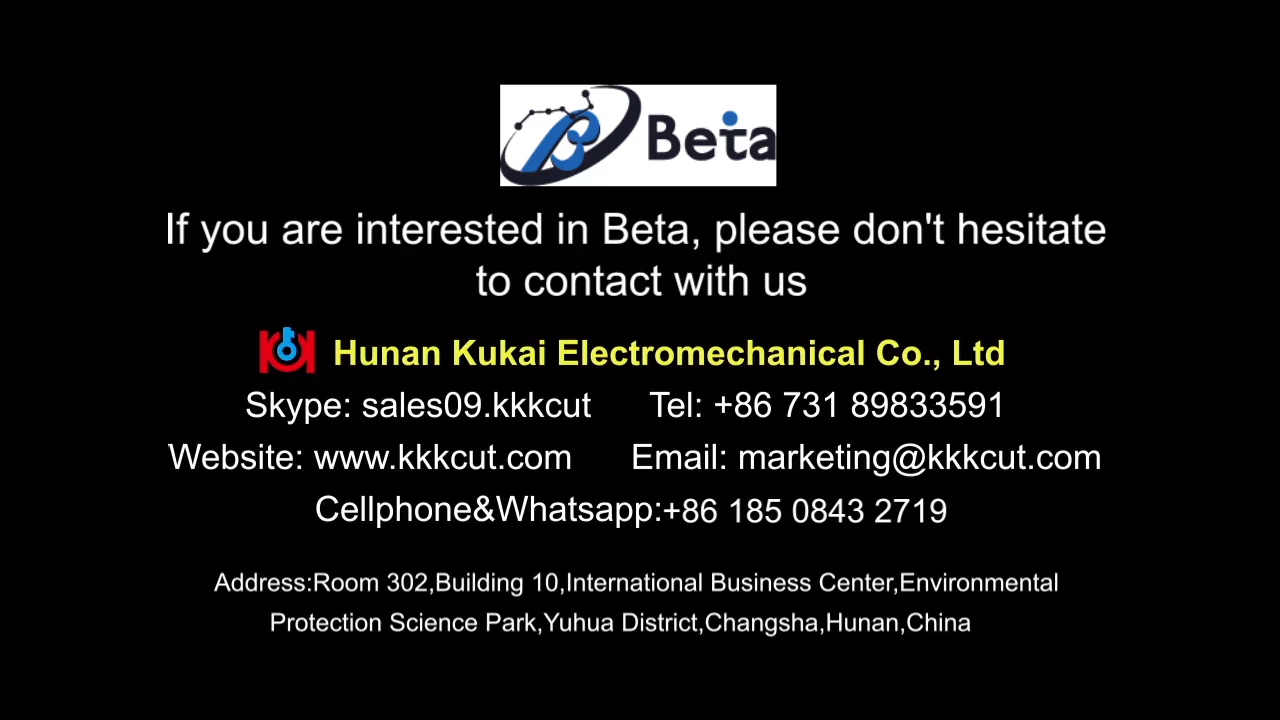 Beta
If you are interested in Beta, please don't hesitate
to contact with us
Hunan Kukai Electromechanical Co., Ltd
Skype: sales09.kkkcut Tel: +86 731 89833591
Website: www.kkkcut.com Email: marketing@kkkcut.com
Cellphone&Whatsapp:+86 185 0843 2719
Address:Room 302,Building 10,International Business Center,Environmental
Protection Science Park,Yuhua District,Changsha,Hunan,China